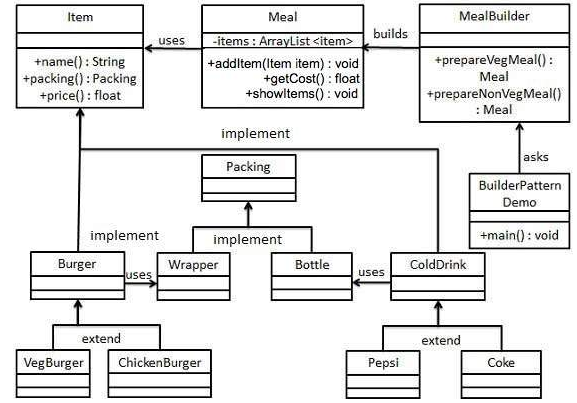 Item
+name() : String
+packing() : Packing
+price() : float
uses
Meal
-items : ArrayList <item>
+addItem(Item item) : void
+getCost() : float
+showItems() : void
builds
MealBuilder
+prepareVegMeal() :
Meal
+prepareNonVegMeal()
: Meal
asks
BuilderPattern
Demo
+main() : void
implement
Packing
implement
implement
Burger
uses
Wrapper
Bottle
uses
ColdDrink
extend
extend
VegBurger
ChickenBurger
Pepsi
Coke